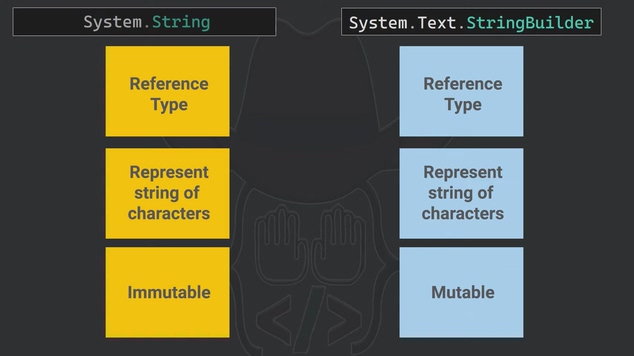 System.String
System.Text.StringBuilder
Reference
Type
Reference
Type
Represent
string of
characters
Represent
string of
characters
Immutable
Mutable